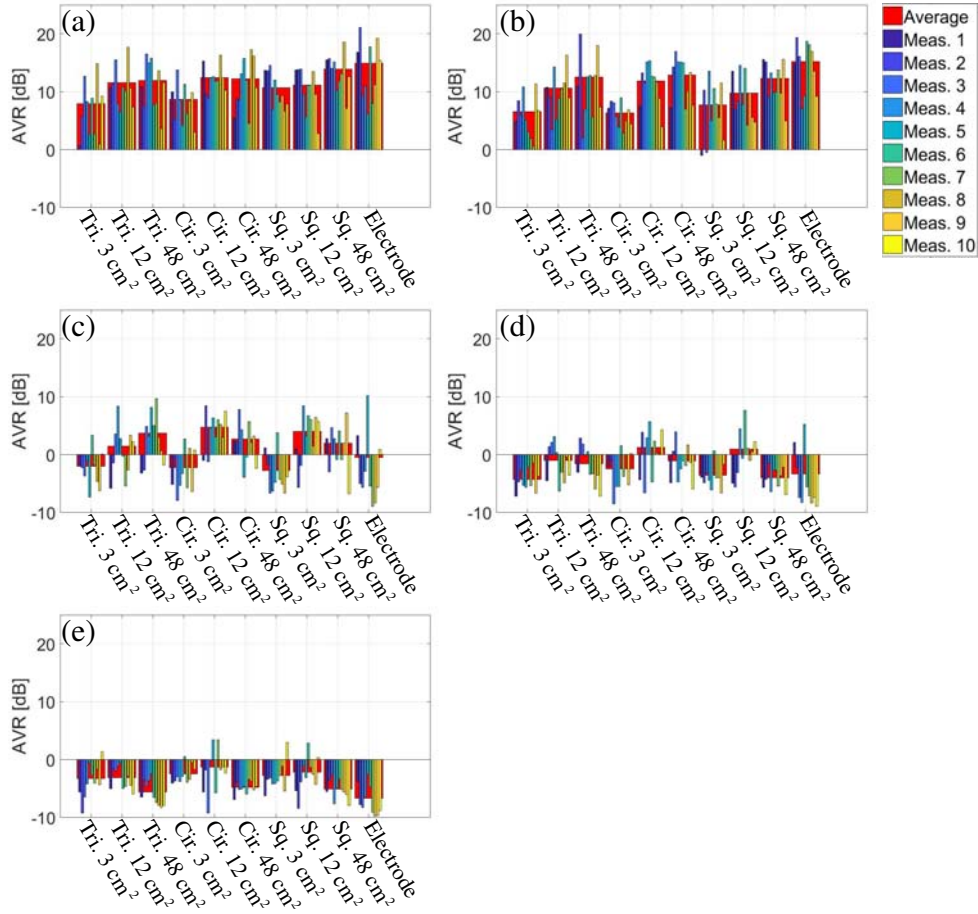 (a)
AVR [dB]
20
10
0
-10
Tri. 3 cm²
Tri. 12 cm²
Tri. 48 cm²
Cir. 3 cm²
Cir. 12 cm²
Cir. 48 cm²
Sq. 3 cm²
Sq. 12 cm²
Sq. 48 cm²
Electrode
(b)
AVR [dB]
20
10
0
-10
Tri. 3 cm²
Tri. 12 cm²
Tri. 48 cm²
Cir. 3 cm²
Cir. 12 cm²
Cir. 48 cm²
Sq. 3 cm²
Sq. 12 cm²
Sq. 48 cm²
Electrode
Average
Meas. 1
Meas. 2
Meas. 3
Meas. 4
Meas. 5
Meas. 6
Meas. 7
Meas. 8
Meas. 9
Meas. 10
(c)
AVR [dB]
20
10
0
-10
Tri. 3 cm²
Tri. 12 cm²
Tri. 48 cm²
Cir. 3 cm²
Cir. 12 cm²
Cir. 48 cm²
Sq. 3 cm²
Sq. 12 cm²
Sq. 48 cm²
Electrode
(d)
AVR [dB]
20
10
0
-10
Tri. 3 cm²
Tri. 12 cm²
Tri. 48 cm²
Cir. 3 cm²
Cir. 12 cm²
Cir. 48 cm²
Sq. 3 cm²
Sq. 12 cm²
Sq. 48 cm²
Electrode
(e)
AVR [dB]
20
10
0
-10
Tri. 3 cm²
Tri. 12 cm²
Tri. 48 cm²
Cir. 3 cm²
Cir. 12 cm²
Cir. 48 cm²
Sq. 3 cm²
Sq. 12 cm²
Sq. 48 cm²
Electrode